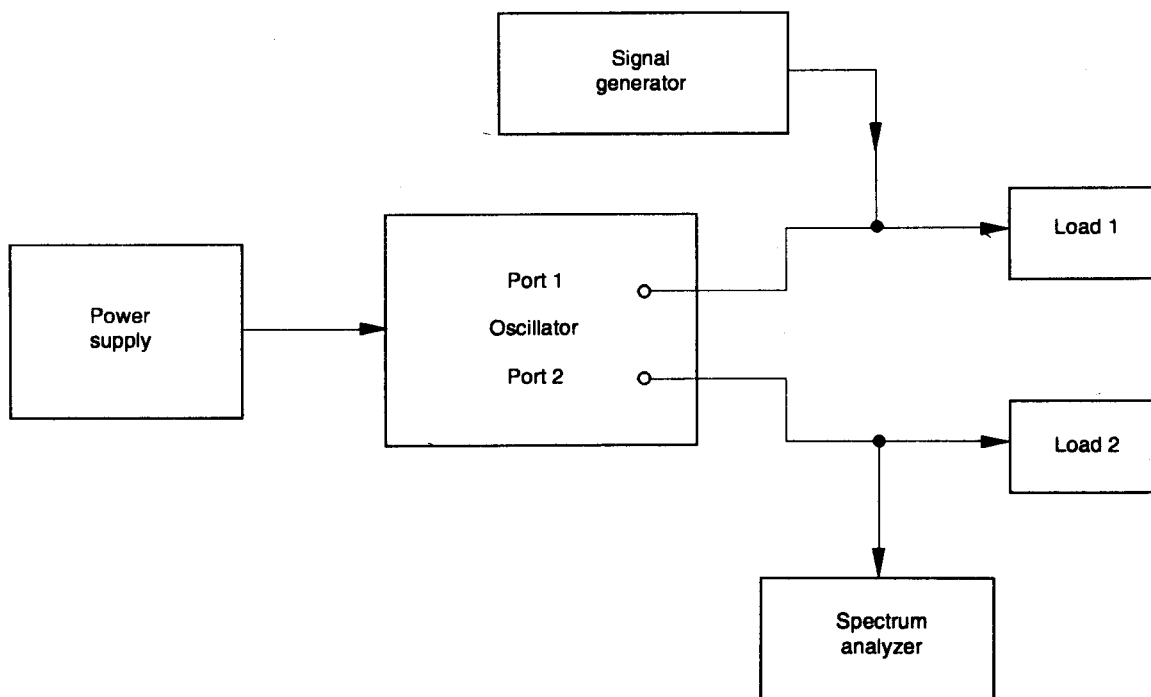 Signal
generator
Load 1
Port 1
Power
supply
Oscillator
Port 2
Load 2
Spectrum
analyzer